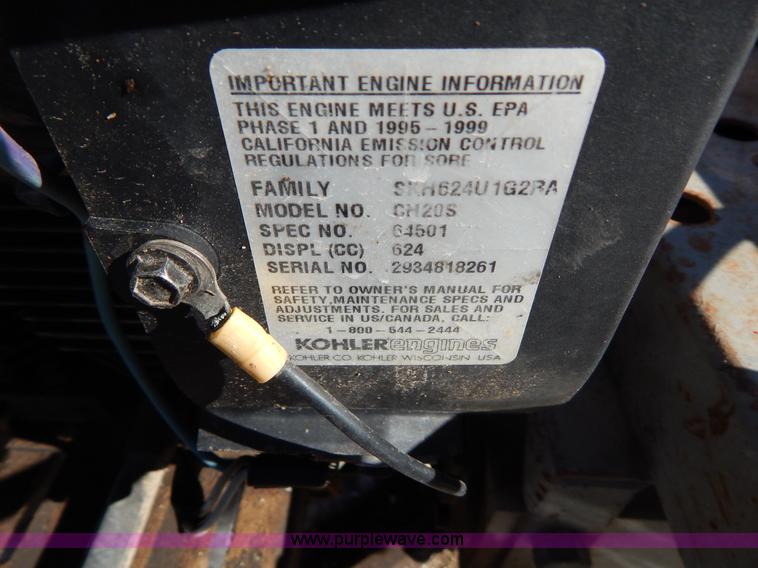 IMPORTANT ENGINE INFORMATION
THIS ENGINE MEETS U.S. EPA
PHASE 1 AND 1995-1999
CALIFORNIA EMISSION CONTROL
REGULATIONS FOR SORE
FAMILY SKH624U1G2RA
MODEL NO. CH20S
SPEC NO. 64501
DISPL (CC) 624
SERIAL NO. 2934818261
REFER TO OWNER'S MANUAL FOR
SAFETY, MAINTENANCE SPECS AND
ADJUSTMENTS. FOR SALES AND
SERVICE IN US/CANADA, CALL:
1-800-544-2444
KOHLER engines
KOHLER CO. KOHLER WISCONSIN USA
www.purplewave.com